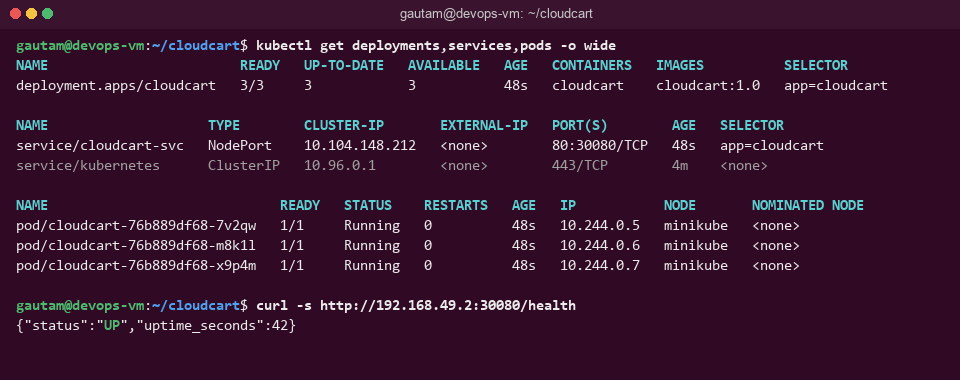 gautam@devops-vm: ~/cloudcart
gautam@devops-vm:~/cloudcart$ kubectl get deployments,services,pods -o wide
NAME READY UP-TO-DATE AVAILABLE AGE CONTAINERS IMAGES SELECTOR
deployment.apps/cloudcart 3/3 3 3 48s cloudcart cloudcart:1.0 app=cloudcart
NAME TYPE CLUSTER-IP EXTERNAL-IP PORT(S) AGE SELECTOR
service/cloudcart-svc NodePort 10.104.148.212 <none> 80:30080/TCP 48s app=cloudcart
service/kubernetes ClusterIP 10.96.0.1 <none> 443/TCP 4m <none>
NAME READY STATUS RESTARTS AGE IP NODE NOMINATED NODE
pod/cloudcart-76b889df68-7v2qw 1/1 Running 0 48s 10.244.0.5 minikube <none>
pod/cloudcart-76b889df68-m8k1l 1/1 Running 0 48s 10.244.0.6 minikube <none>
pod/cloudcart-76b889df68-x9p4m 1/1 Running 0 48s 10.244.0.7 minikube <none>
gautam@devops-vm:~/cloudcart$ curl -s http://192.168.49.2:30080/health
{"status":"UP","uptime_seconds":42}